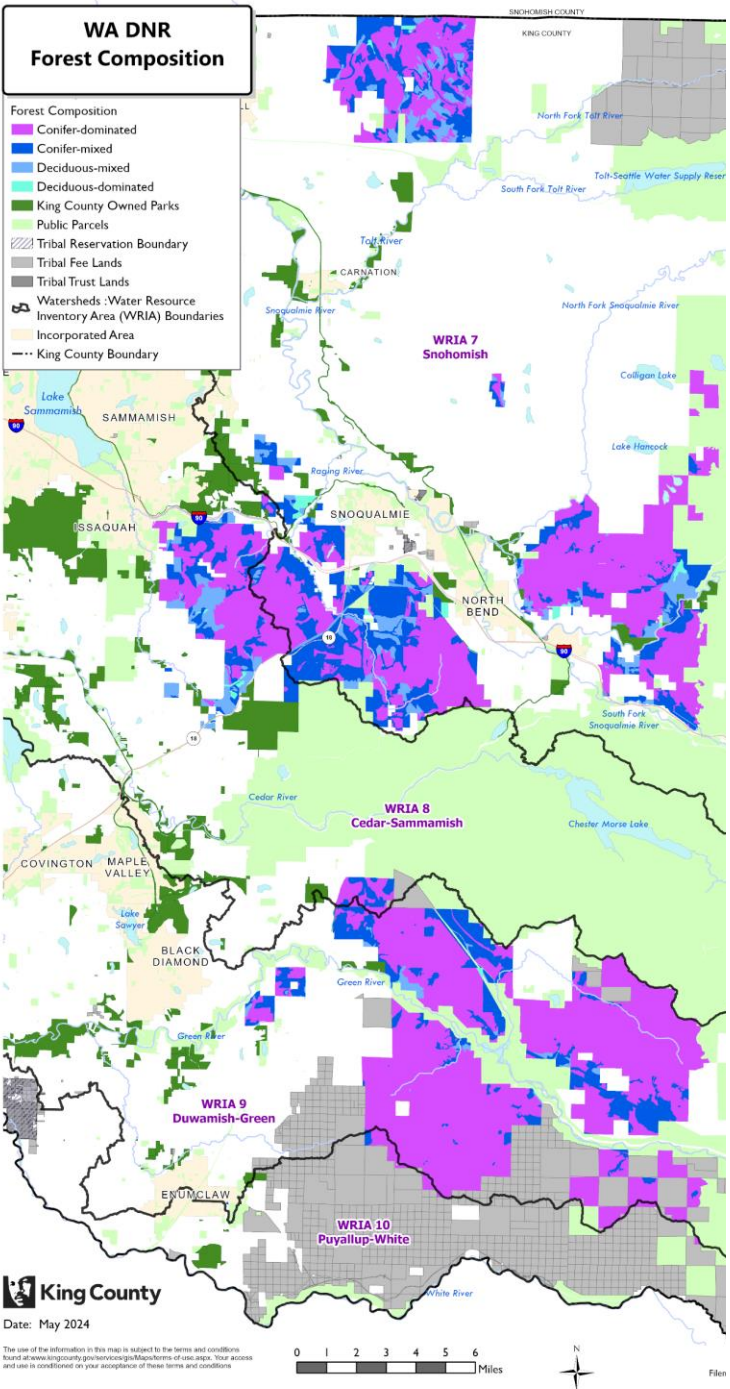 WA DNR
Forest Composition
Forest Composition
Conifer-dominated
Conifer-mixed
Deciduous-mixed
Deciduous-dominated
King County Owned Parks
Public Parcels
Tribal Reservation Boundary
Tribal Fee Lands
Tribal Trust Lands
Watersheds :Water Resource
Inventory Area (WRIA) Boundaries
Incorporated Area
King County Boundary
SNOHOMISH COUNTY
KING COUNTY
LL
North Fork Tolt River
Tolt-Seattle Water Supply Reser
South Fork Tolt River
Tolt River
CARNATION
Snoqualmie River
North Fork Snoqualmie River
WRIA 7
Snohomish
E
Calligan Lake
Lake
Sammamish
90
SAMMAMISH
Lake Hancock
Raging River
90
ISSAQUAH
SNOQUALMIE
NORTH
BEND
18
90
South Fork
Snoqualmie River
18
Cedar River
WRIA 8
Cedar-Sammamish
Chester Morse Lake
COVINGTON
MAPLE
VALLEY
Lake
Sawyer
BLACK
DIAMOND
Green River
Green River
WRIA 9
Duwamish-Green
ENUMCLAW
WRIA 10
Puyallup-White
White River
King County
Date: May 2024
The use of the information in this map is subject to the terms and conditions
found at:www.kingcounty.gov/services/gis/Maps/terms-of-use.aspx. Your access
and use is conditioned on your acceptance of these terms and conditions
0 1 2 3 4 5 6
Miles
N
Filen